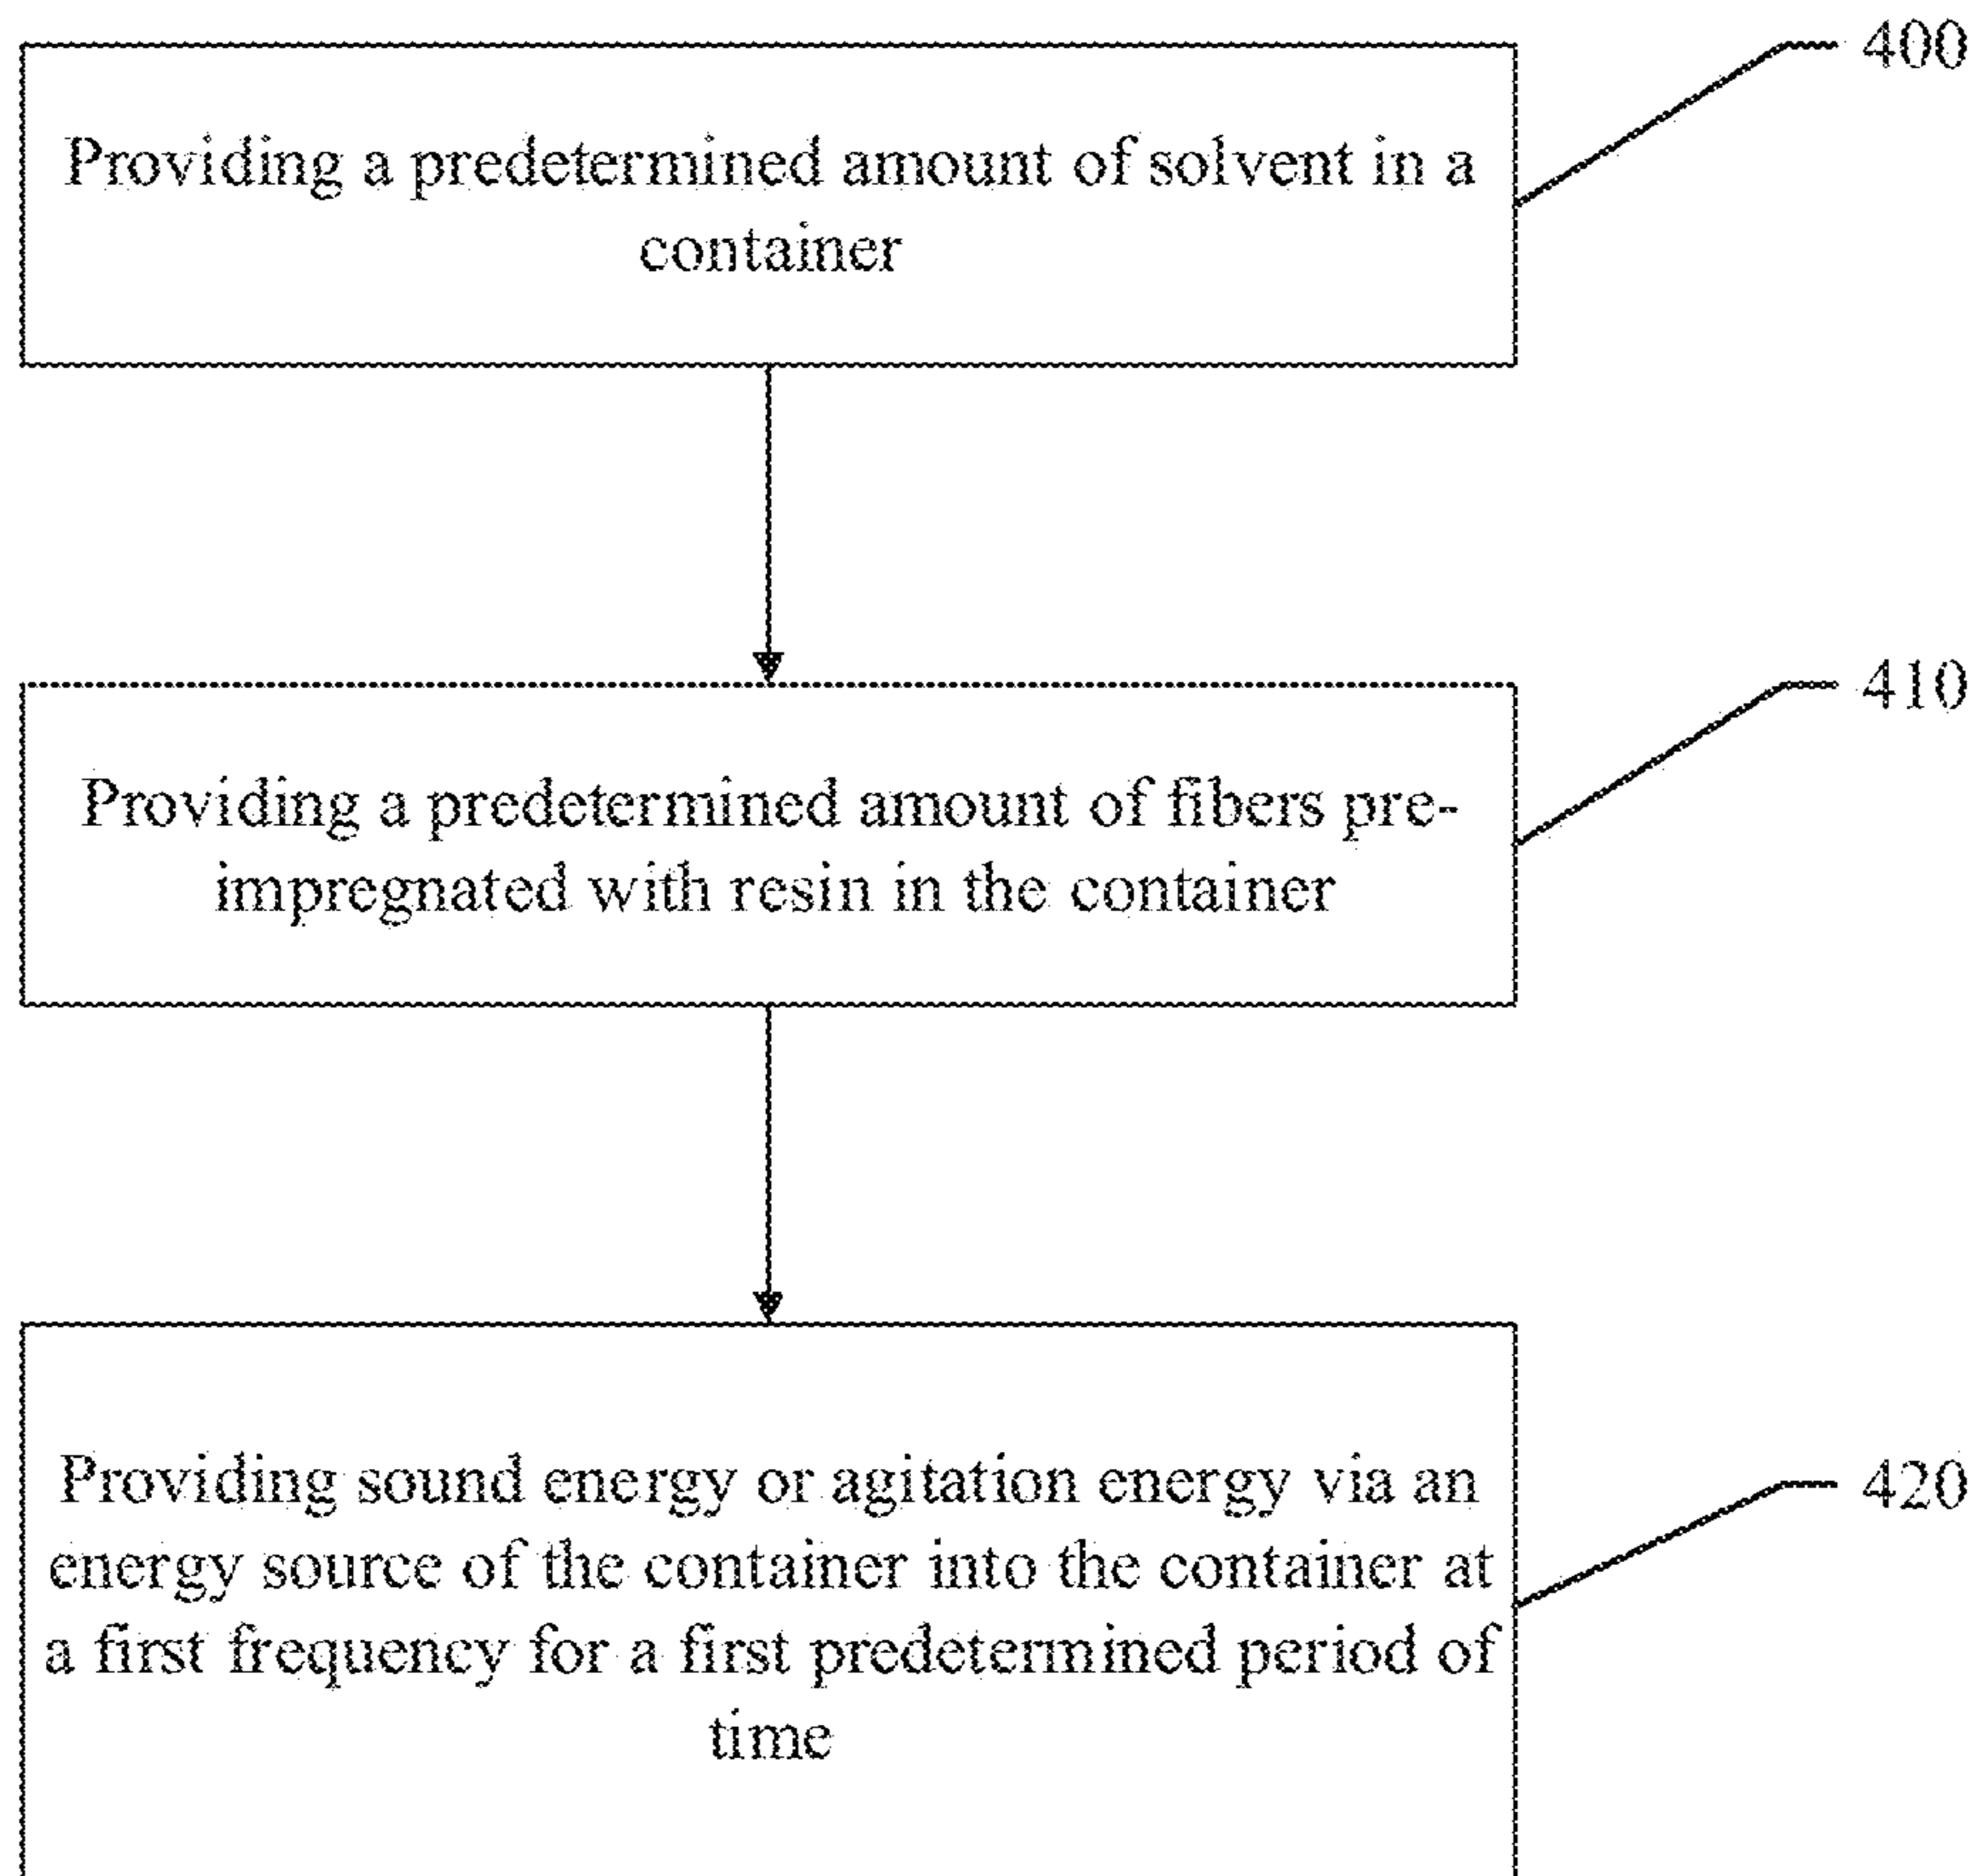 400
Providing a predetermined amount of solvent in a
container
410
Providing a predetermined amount of fibers pre-
impregnated with resin in the container
420
Providing sound energy or agitation energy via an
energy source of the container into the container at
a first frequency for a first predetermined period of
time